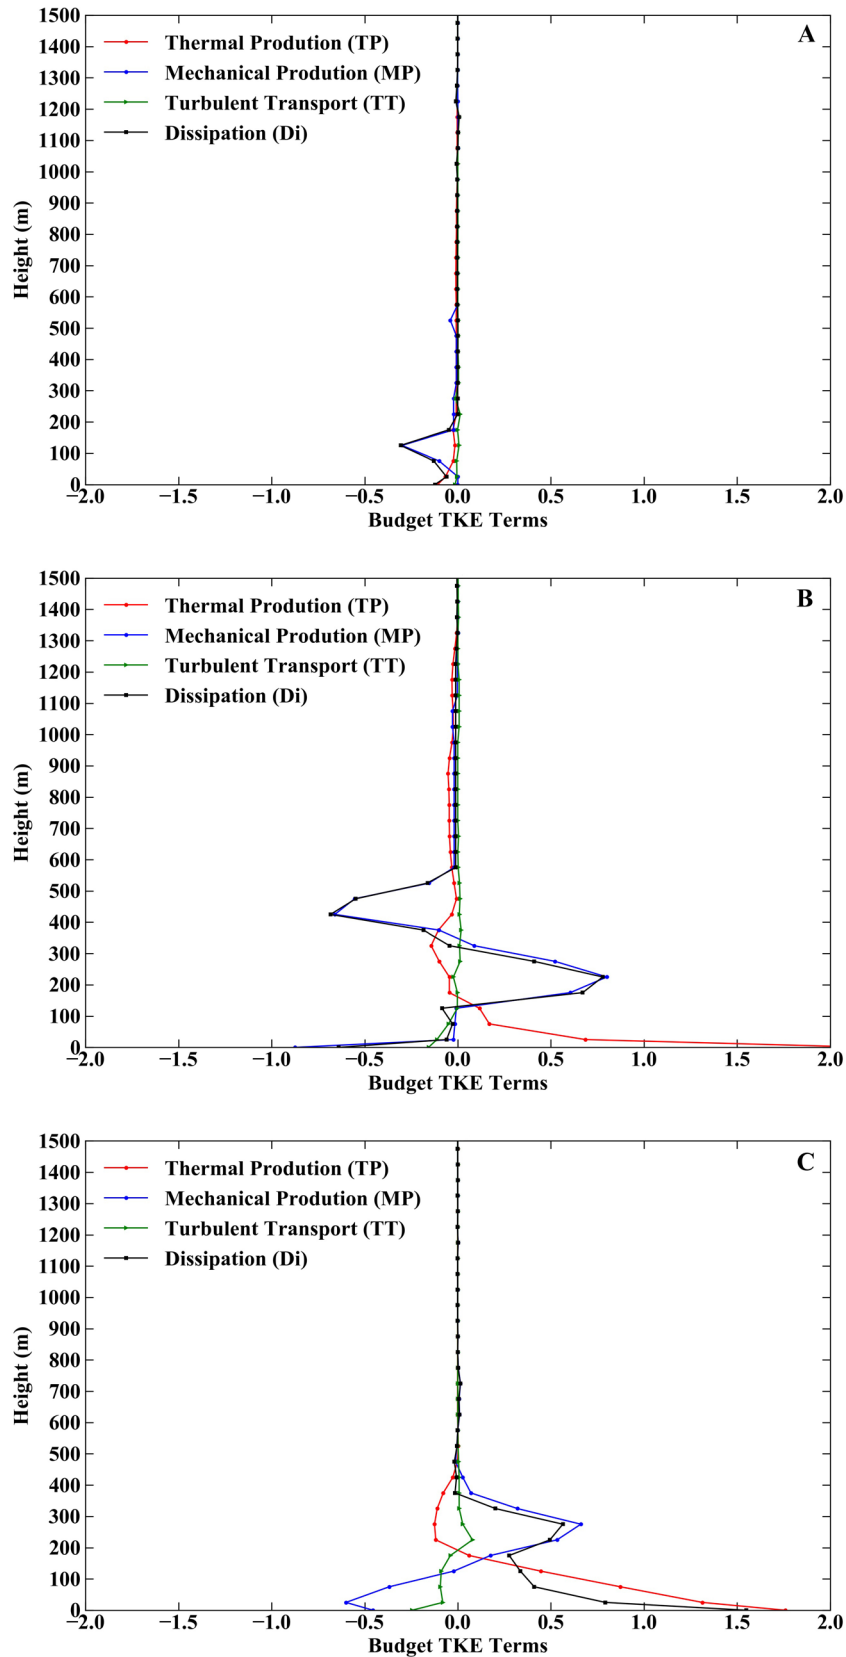 A
Thermal Prodution (TP)
Mechanical Prodution (MP)
Turbulent Transport (TT)
Dissipation (Di)
1500
1400
1300
1200
1100
1000
900
800
700
600
500
400
300
200
100
0
Height (m)
−2.0 −1.5 −1.0 −0.5 0.0 0.5 1.0 1.5 2.0
Budget TKE Terms
B
Thermal Prodution (TP)
Mechanical Prodution (MP)
Turbulent Transport (TT)
Dissipation (Di)
1500
1400
1300
1200
1100
1000
900
800
700
600
500
400
300
200
100
0
Height (m)
−2.0 −1.5 −1.0 −0.5 0.0 0.5 1.0 1.5 2.0
Budget TKE Terms
C
Thermal Prodution (TP)
Mechanical Prodution (MP)
Turbulent Transport (TT)
Dissipation (Di)
1500
1400
1300
1200
1100
1000
900
800
700
600
500
400
300
200
100
0
Height (m)
−2.0 −1.5 −1.0 −0.5 0.0 0.5 1.0 1.5 2.0
Budget TKE Terms